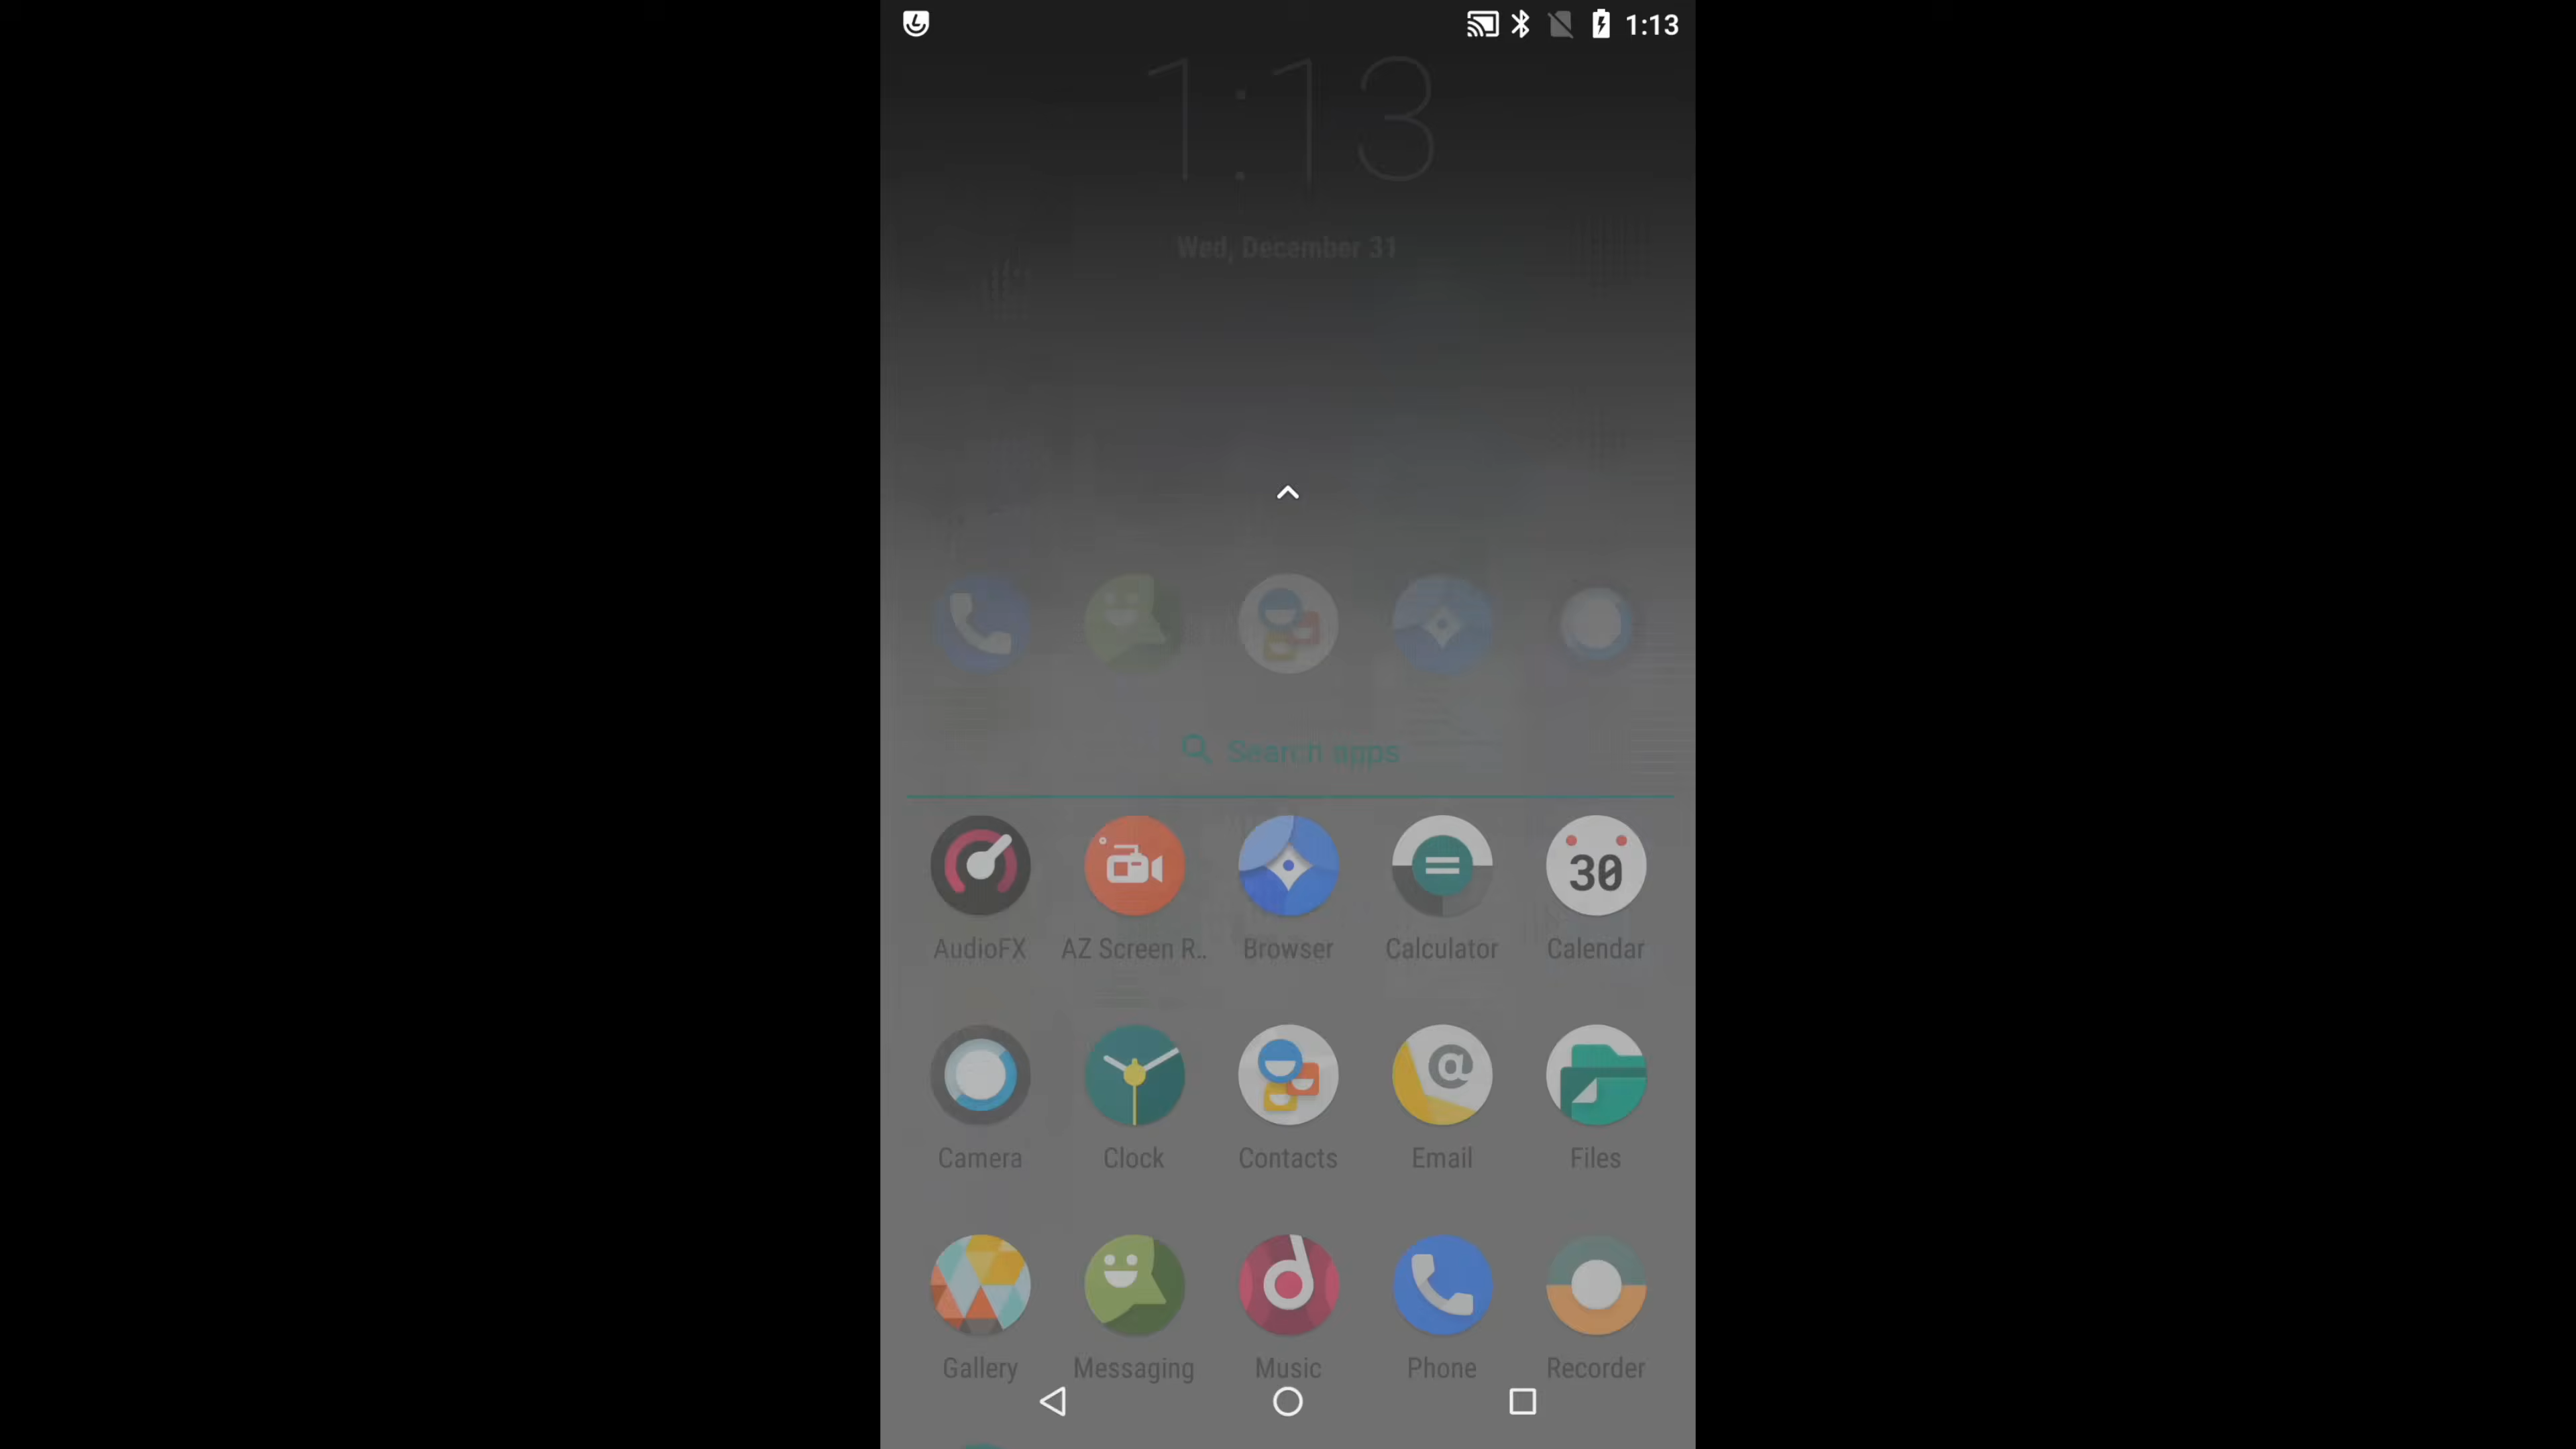 1:13
1:13
Wed, December 31
Search apps
AudioFX AZ Screen R.. Browser Calculator Calendar
30
@
Camera Clock Contacts Email Files
Gallery Messaging Music Phone Recorder